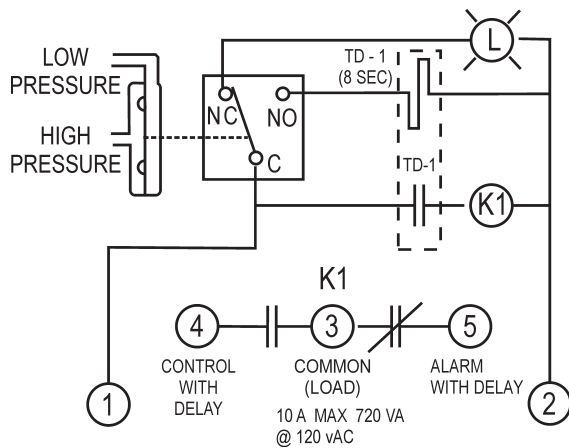 L
TD - 1
(8 SEC)
LOW
PRESSURE
NC
NO
HIGH
PRESSURE
C
TD-1
K1
K1
4
3
5
CONTROL
WITH
DELAY
COMMON
(LOAD)
ALARM
WITH DELAY
1
2
10 A MAX 720 VA
@ 120 vAC